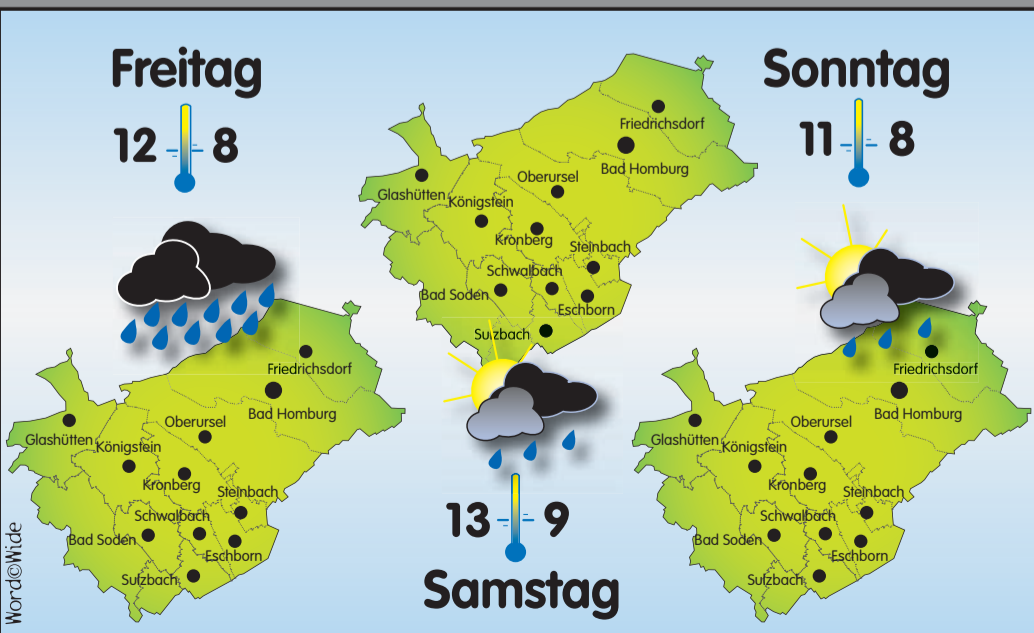 Freitag
12 8
Friedrichsdorf
Bad Homburg
Oberursel
Glashütten
Königstein
Kronberg
Steinbach
Schwalbach
Bad Soden
Eschborn
Sulzbach
Friedrichsdorf
Bad Homburg
Oberursel
Glashütten
Königstein
Kronberg
Steinbach
Schwalbach
Bad Soden
Eschborn
Sulzbach
13 9
Samstag
Sonntag
11 8
Friedrichsdorf
Bad Homburg
Oberursel
Glashütten
Königstein
Kronberg
Steinbach
Schwalbach
Bad Soden
Eschborn
Sulzbach
Word©Wide